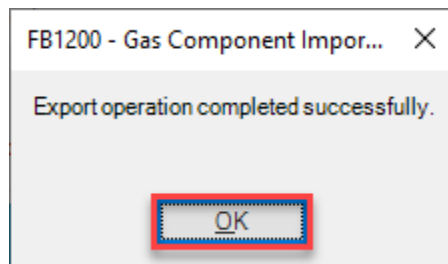 FB1200 - Gas Component Impor...
Export operation completed successfully.
OK